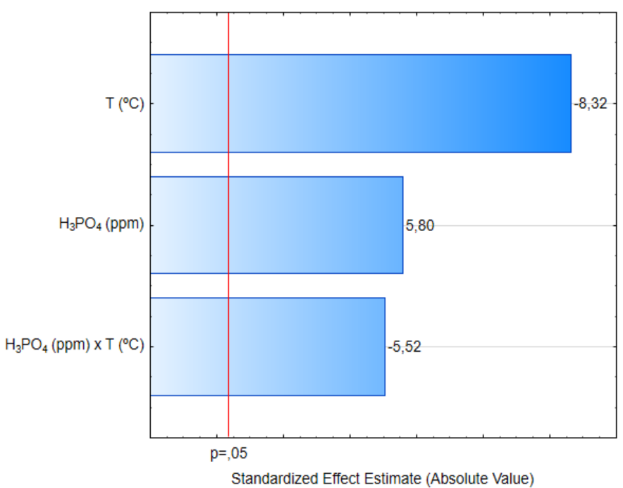 T (ºC)
-8,32
H₃PO₄ (ppm)
5,80
H₃PO₄ (ppm) x T (ºC)
-5,52
p=,05
Standardized Effect Estimate (Absolute Value)